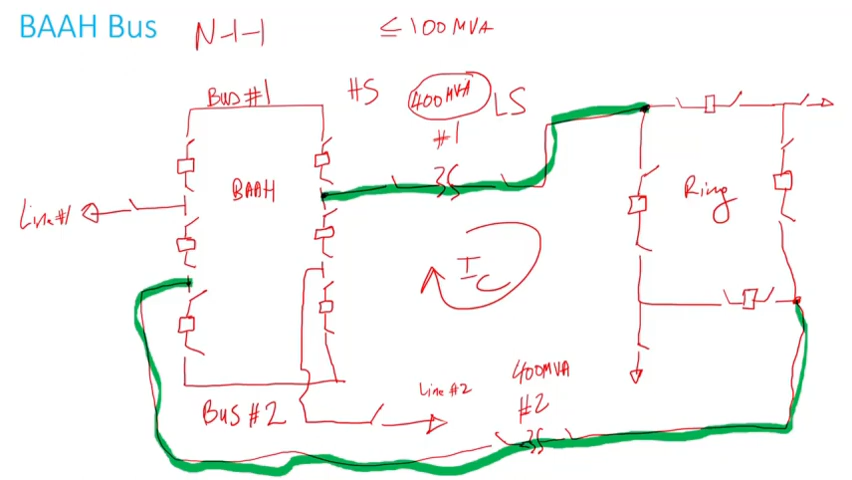 BAAH Bus
N-1-1
≤100MVA
BUS #1
HS
400MVA
LS
#1
BAAH
Ring
Line#1
IC
BUS #2
Line#2
400MVA
#2